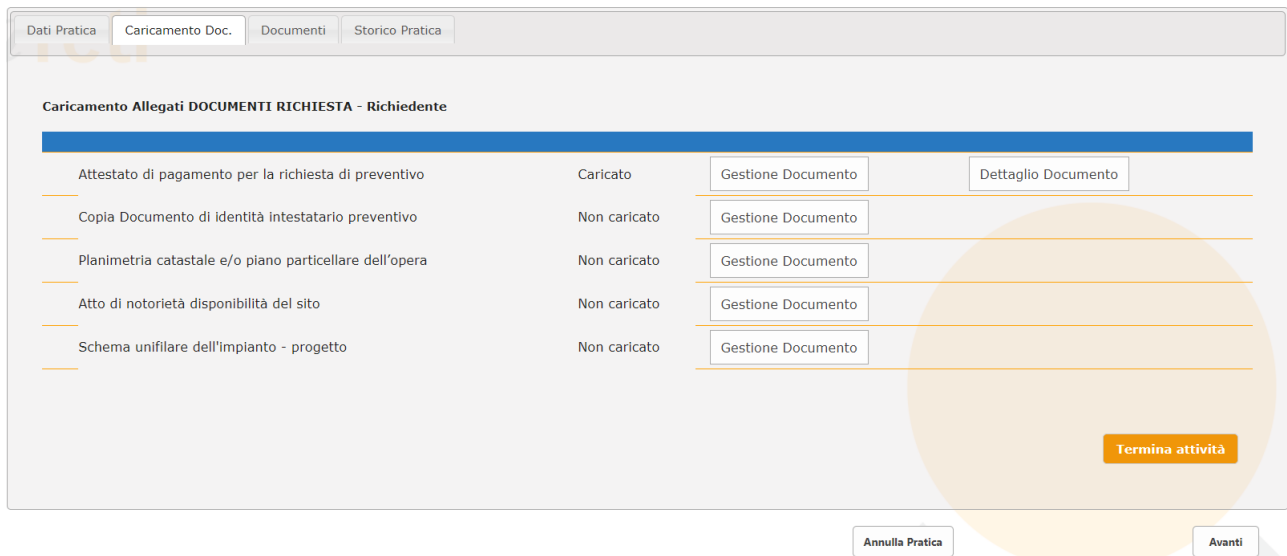 Dati Pratica Caricamento Doc. Documenti Storico Pratica
Caricamento Allegati DOCUMENTI RICHIESTA - Richiedente
Attestato di pagamento per la richiesta di preventivo Caricato Gestione Documento Dettaglio Documento
Copia Documento di identità intestatario preventivo Non caricato Gestione Documento
Planimetria catastale e/o piano particellare dell’opera Non caricato Gestione Documento
Atto di notorietà disponibilità del sito Non caricato Gestione Documento
Schema unifilare dell'impianto - progetto Non caricato Gestione Documento
Termina attività
Annulla Pratica Avanti